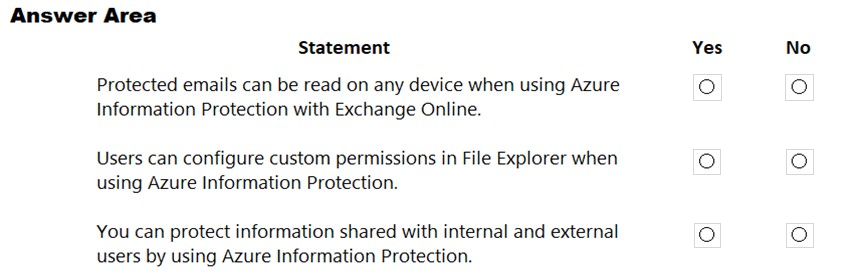 Answer Area
Statement Yes No
Protected emails can be read on any device when using Azure
Information Protection with Exchange Online.
Users can configure custom permissions in File Explorer when
using Azure Information Protection.
You can protect information shared with internal and external
users by using Azure Information Protection.